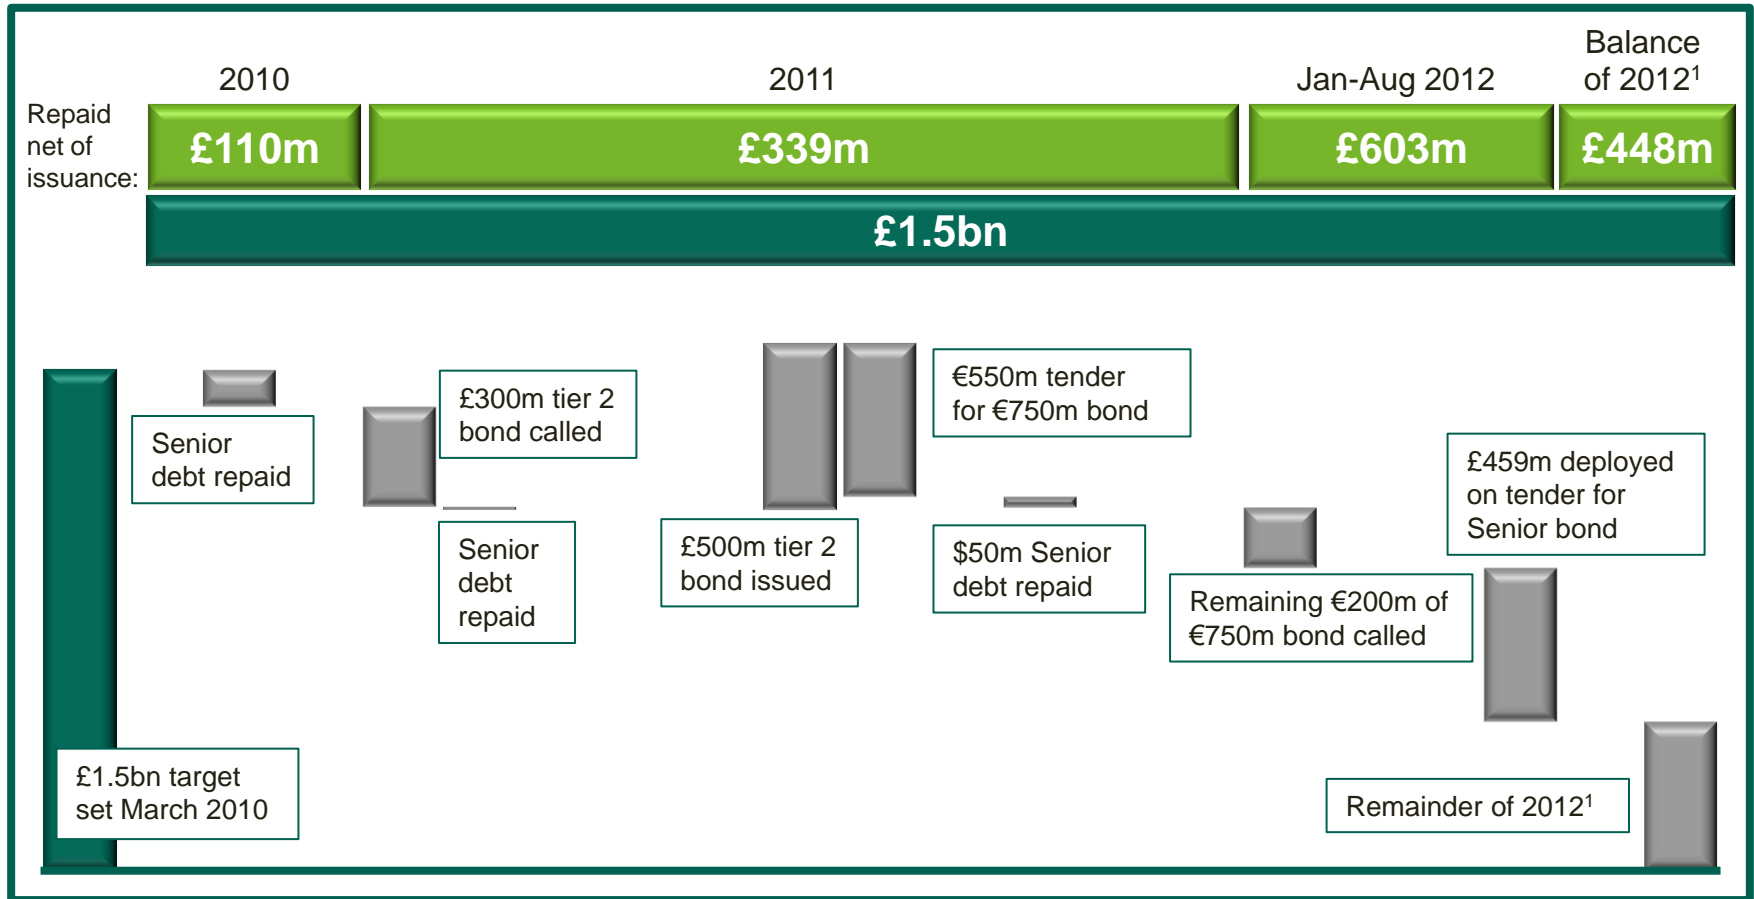 2010
2011
Jan-Aug 2012
Balance
of 2012¹
Repaid
net of
issuance:
£110m
£339m
£603m
£448m
£1.5bn
£1.5bn target
set March 2010
Senior
debt repaid
£300m tier 2
bond called
Senior
debt
repaid
£500m tier 2
bond issued
€550m tender
for €750m bond
$50m Senior
debt repaid
Remaining €200m of
€750m bond called
£459m deployed
on tender for
Senior bond
Remainder of 2012¹